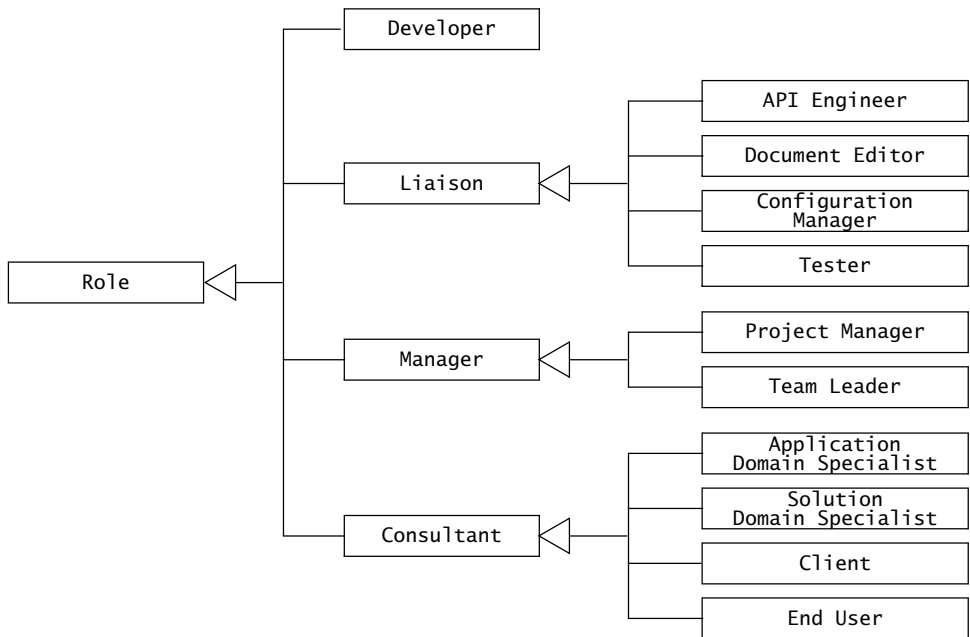 Developer
API Engineer
Document Editor
Liaison
Configuration
Manager
Tester
Role
Project Manager
Manager
Team Leader
Application
Domain Specialist
Solution
Domain Specialist
Consultant
Client
End User